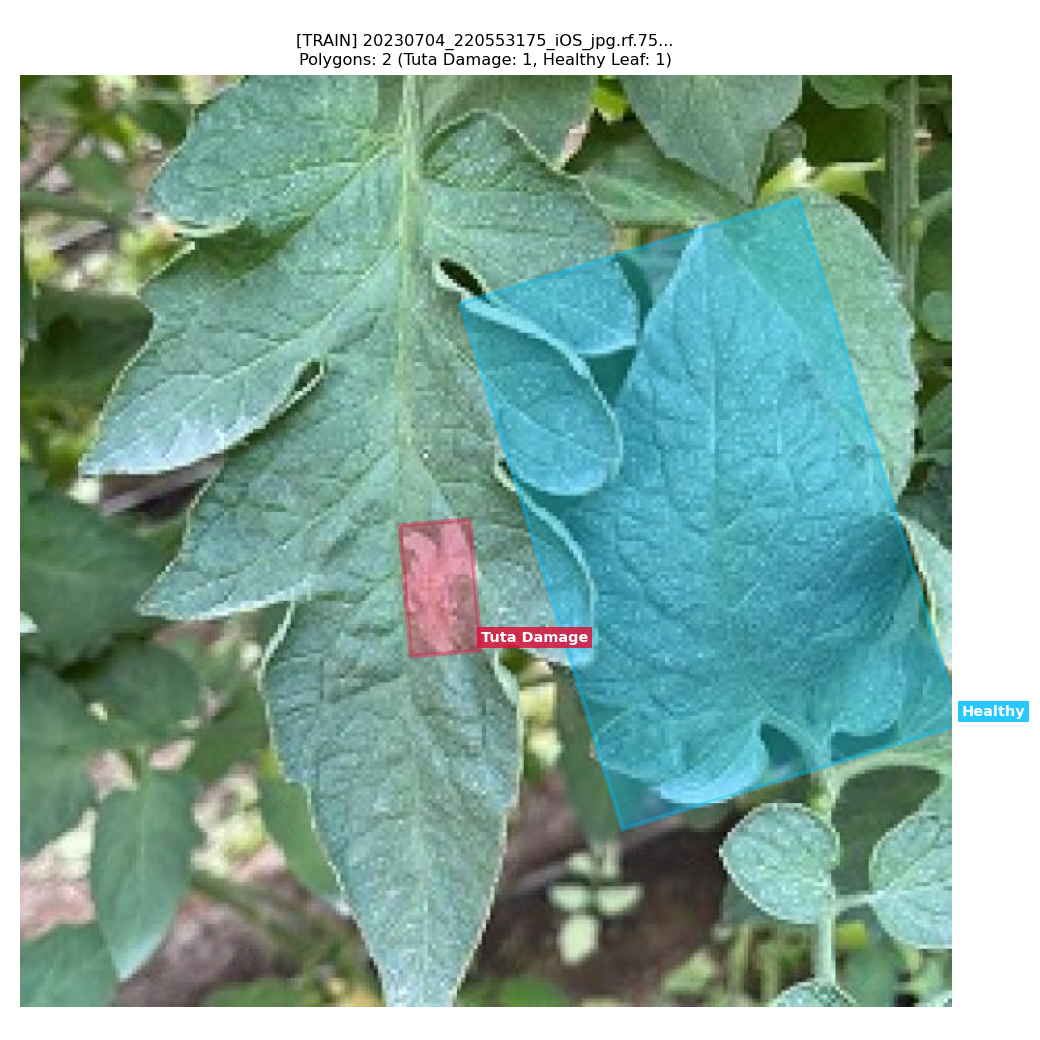 [TRAIN] 20230704_220553175_iOS_jpg.rf.75...
Polygons: 2 (Tuta Damage: 1, Healthy Leaf: 1)
Tuta Damage
Healthy